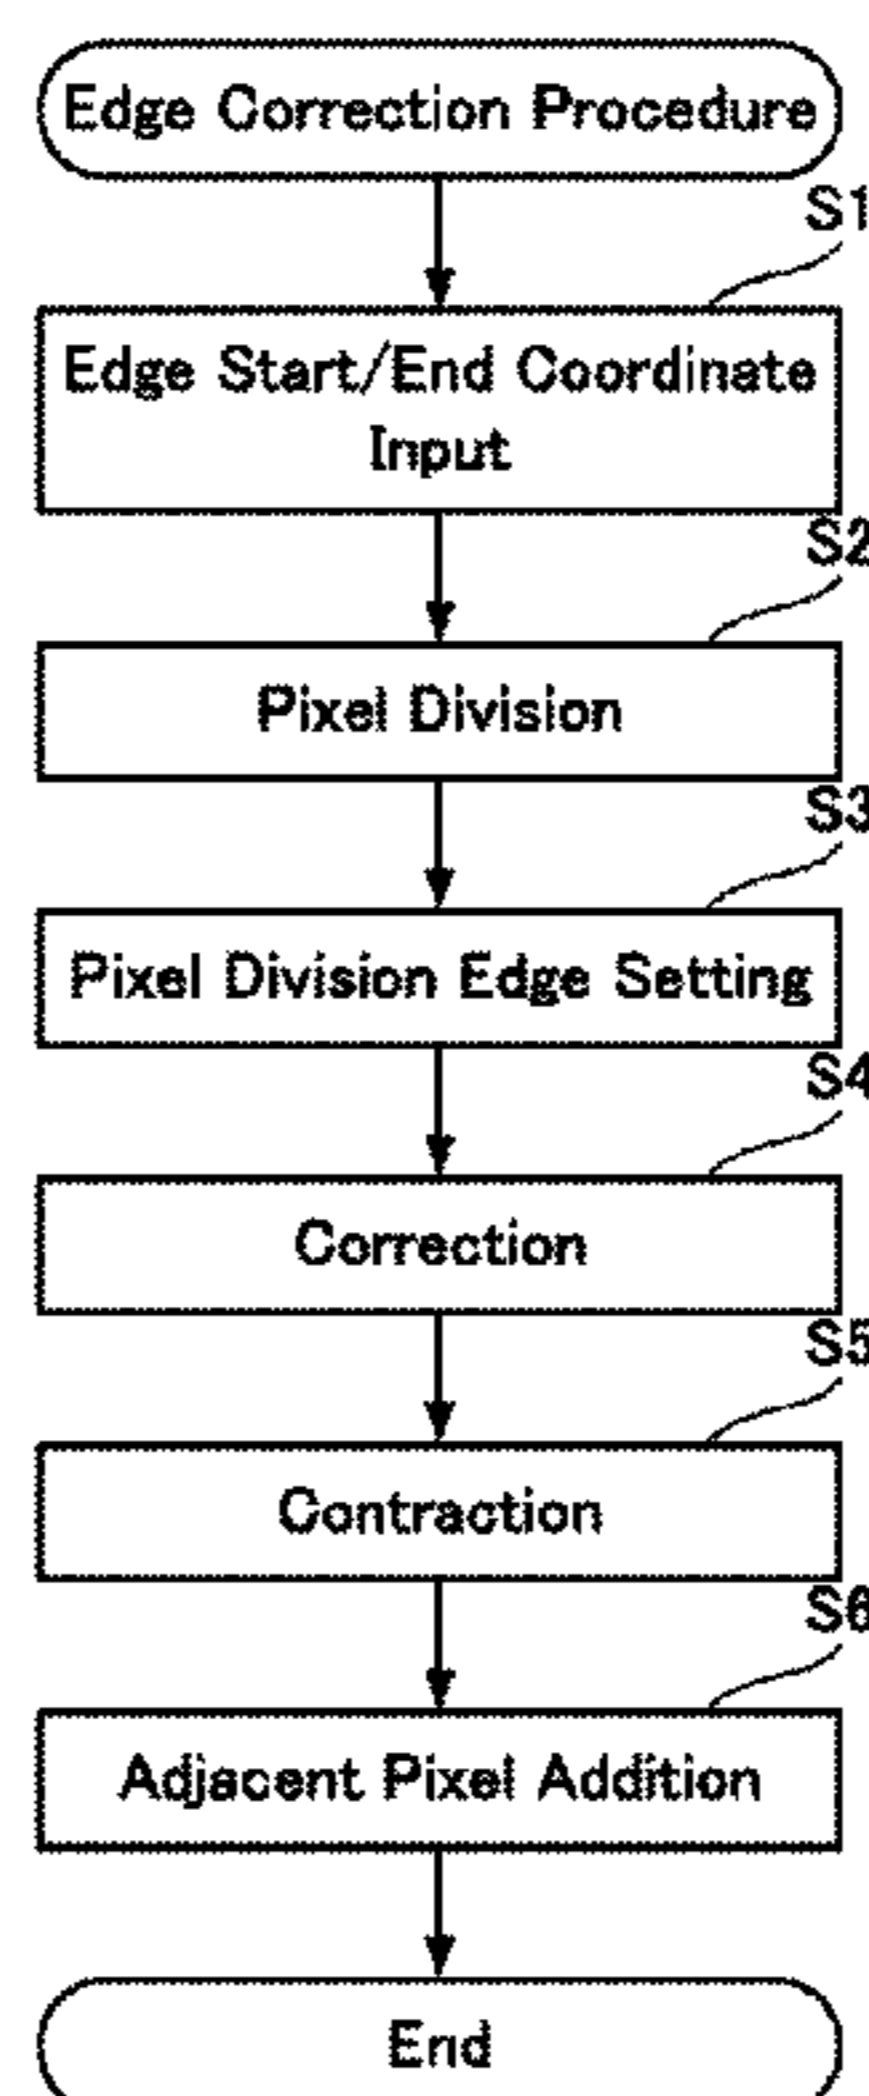 Edge Correction Procedure
S1
Edge Start/End Coordinate
Input
S2
Pixel Division
S3
Pixel Division Edge Setting
S4
Correction
S5
Contraction
S6
Adjacent Pixel Addition
End